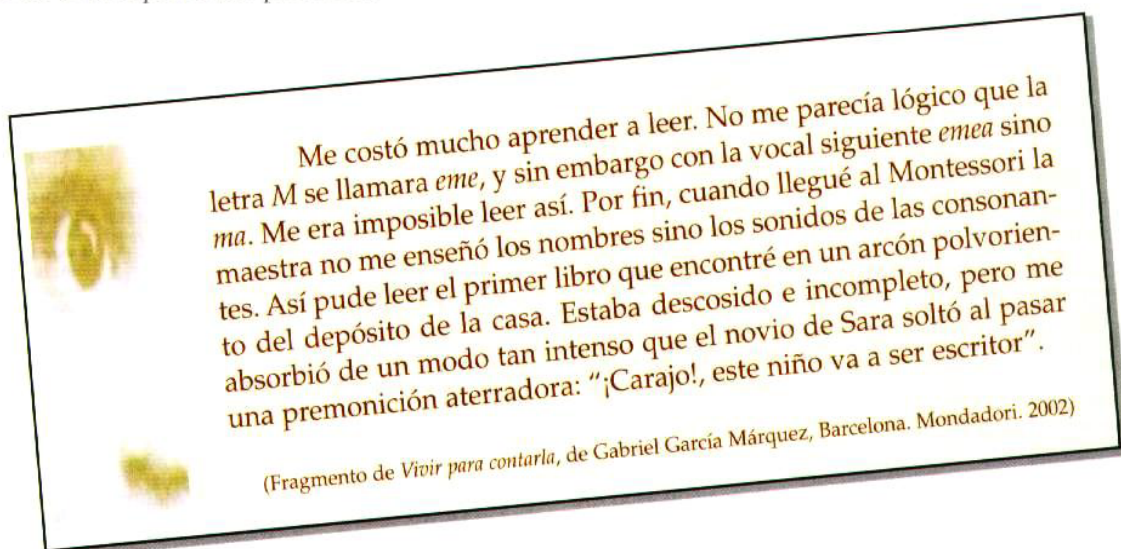 Me costó mucho aprender a leer. No me parecía lógico que la
letra M se llamara eme, y sin embargo con la vocal siguiente emea sino
ma. Me era imposible leer así. Por fin, cuando llegué al Montessori la
maestra no me enseñó los nombres sino los sonidos de las consonan-
tes. Así pude leer el primer libro que encontré en un arcón polvorien-
to del depósito de la casa. Estaba descosido e incompleto, pero me
absorbió de un modo tan intenso que el novio de Sara soltó al pasar
una premonición aterradora: “¡Carajo!, este niño va a ser escritor”.
(Fragmento de Vivir para contarla, de Gabriel García Márquez, Barcelona. Mondadori. 2002)